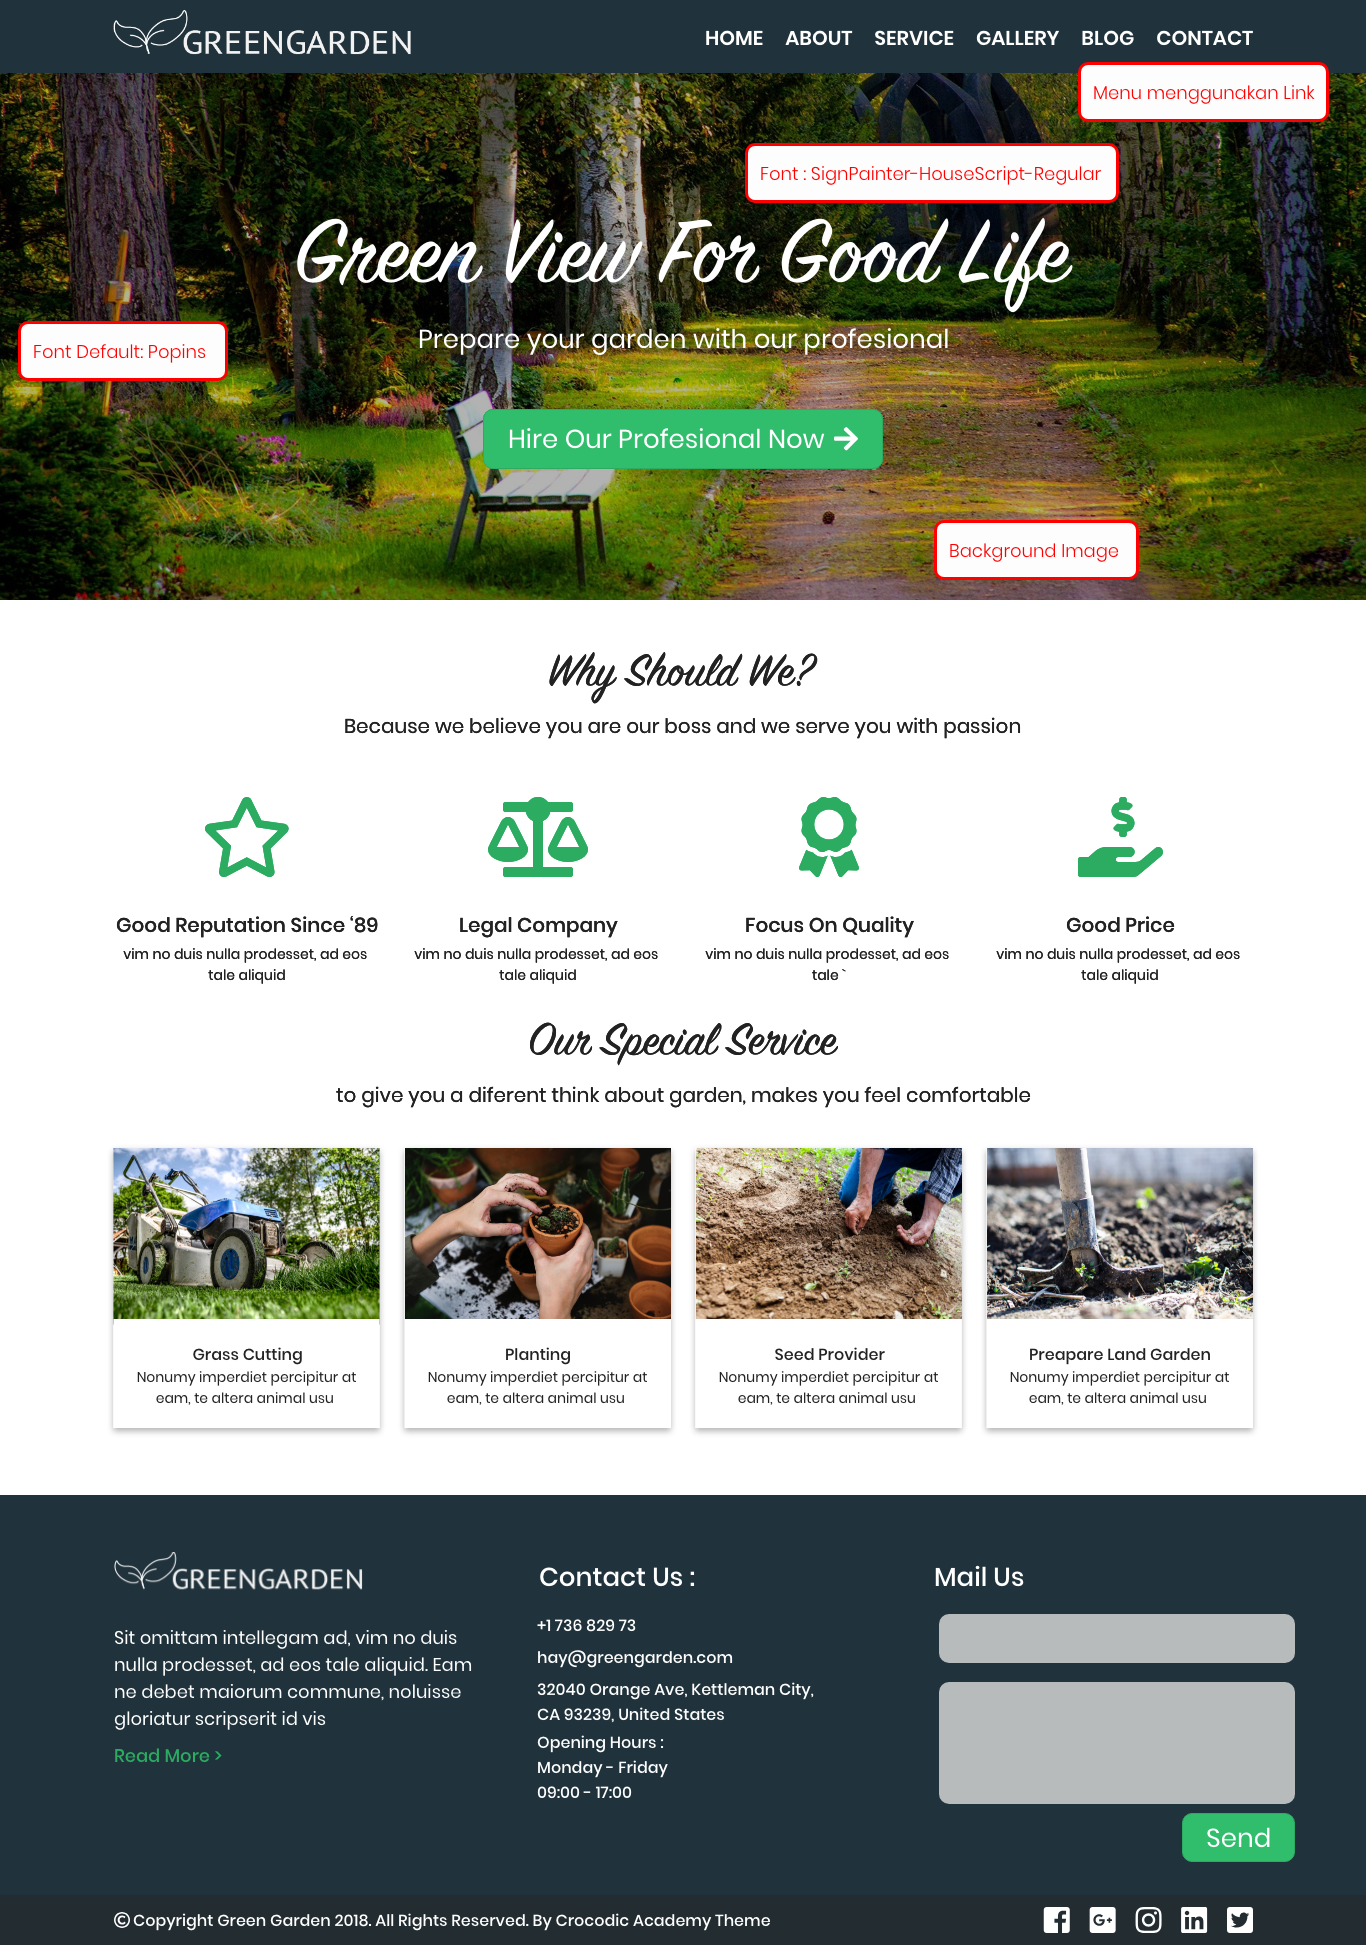 GREENGARDEN
HOME ABOUT SERVICE GALLERY BLOG CONTACT
Menu menggunakan Link
Font : SignPainter-HouseScript-Regular
Green View For Good Life
Prepare your garden with our profesional
Font Default: Popins
Hire Our Profesional Now
Background Image
Why Should We?
Because we believe you are our boss and we serve you with passion
Good Reputation Since ‘89
vim no duis nulla prodesset, ad eos
tale aliquid
Legal Company
vim no duis nulla prodesset, ad eos
tale aliquid
Focus On Quality
vim no duis nulla prodesset, ad eos
tale `
Good Price
vim no duis nulla prodesset, ad eos
tale aliquid
Our Special Service
to give you a diferent think about garden, makes you feel comfortable
Grass Cutting
Nonumy imperdiet percipitur at
eam, te altera animal usu
Planting
Nonumy imperdiet percipitur at
eam, te altera animal usu
Seed Provider
Nonumy imperdiet percipitur at
eam, te altera animal usu
Preapare Land Garden
Nonumy imperdiet percipitur at
eam, te altera animal usu
GREENGARDEN
Sit omittam intellegam ad, vim no duis
nulla prodesset, ad eos tale aliquid. Eam
ne debet maiorum commune, noluisse
gloriatur scripserit id vis
Read More >
Contact Us :
+1 736 829 73
hay@greengarden.com
32040 Orange Ave, Kettleman City,
CA 93239, United States
Opening Hours :
Monday - Friday
09:00 - 17:00
Mail Us
Send
© Copyright Green Garden 2018. All Rights Reserved. By Crocodic Academy Theme